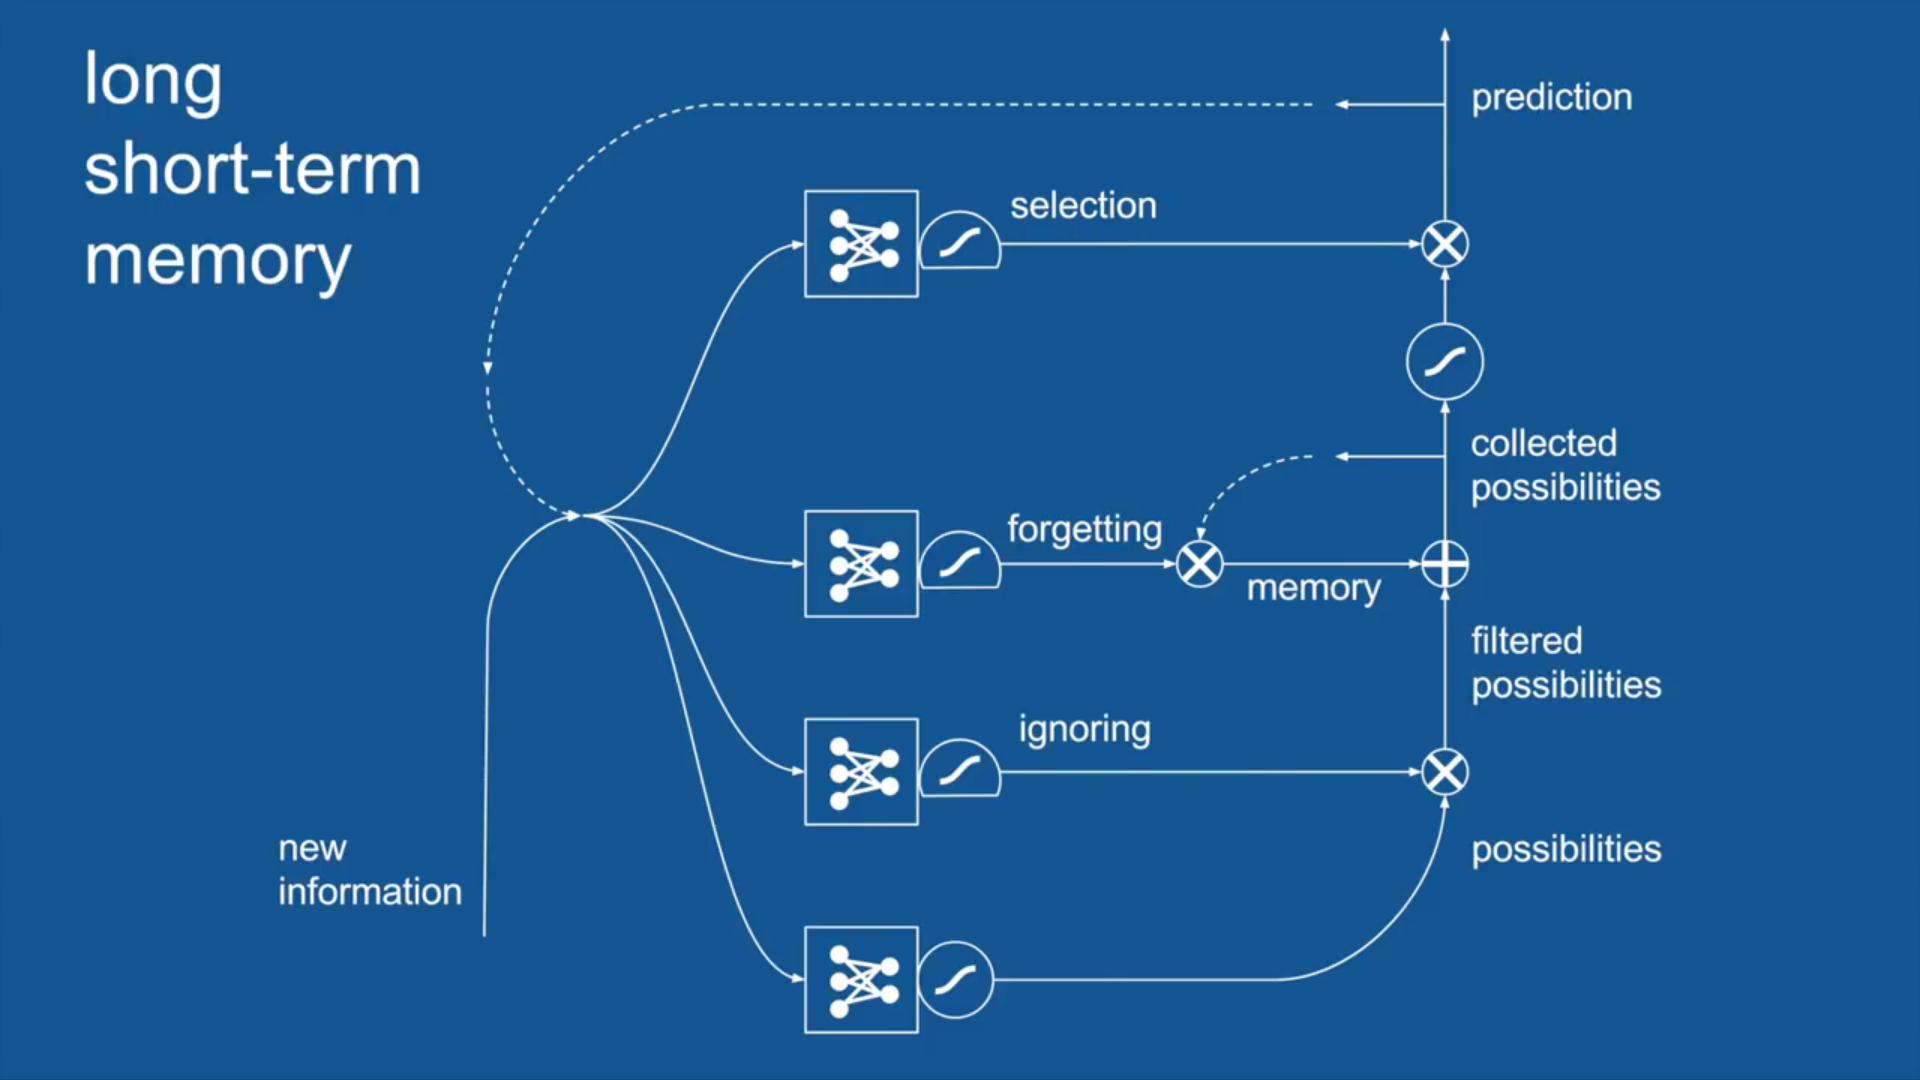 long
short-term
memory
prediction
selection
collected
possibilities
forgetting
memory
filtered
possibilities
ignoring
new
information
possibilities